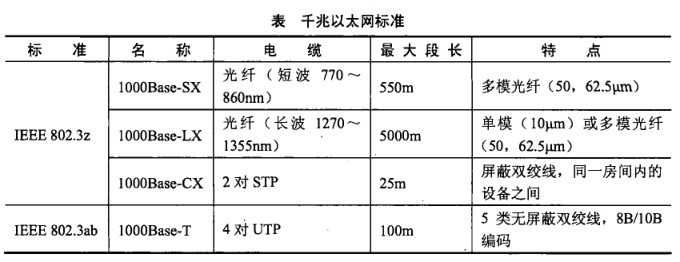 表 千兆以太网标准
标 准 名 称 电 缆 最 大 段 长 特 点
IEEE 802.3z
1000Base-SX
光纤（短波 770～
860nm）
550m
多模光纤（50，62.5μm）
1000Base-LX
光纤（长波 1270～
1355nm）
5000m
单模（10μm）或多模光纤
（50，62.5μm）
1000Base-CX
2 对 STP
25m
屏蔽双绞线，同一房间内的
设备之间
IEEE 802.3ab
1000Base-T
4 对 UTP
100m
5 类无屏蔽双绞线，8B/10B
编码